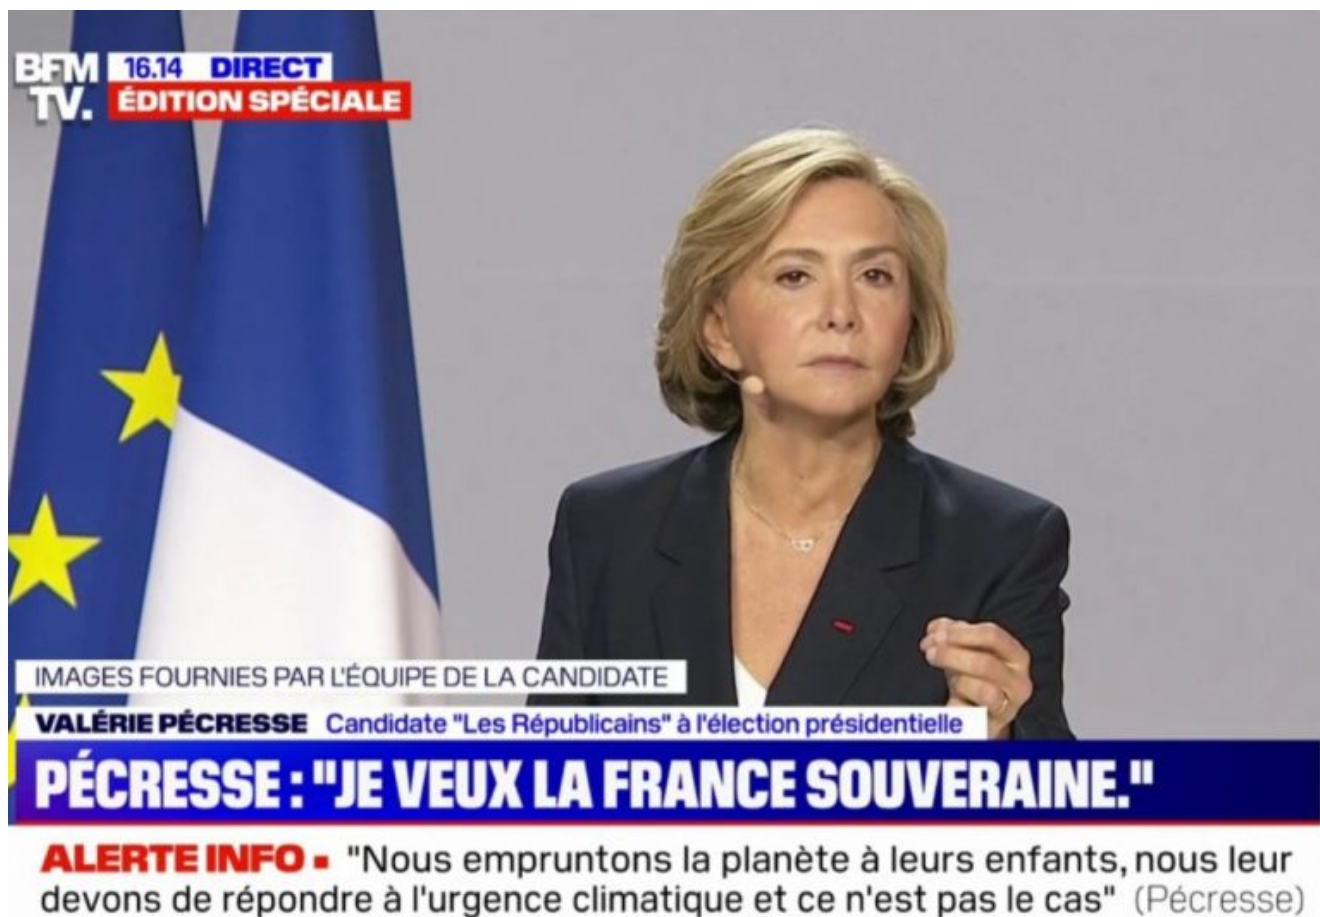 BFM 16.14 DIRECT
TV. ÉDITION SPÉCIALE
IMAGES FOURNIES PAR L'ÉQUIPE DE LA CANDIDATE
VALÉRIE PÉCRESSE Candidate "Les Républicains" à l'élection présidentielle
PÉCRESSE : "JE VEUX LA FRANCE SOUVERAINE."
ALERTE INFO ▪ "Nous empruntons la planète à leurs enfants, nous leur
devons de répondre à l'urgence climatique et ce n'est pas le cas" (Pécresse)